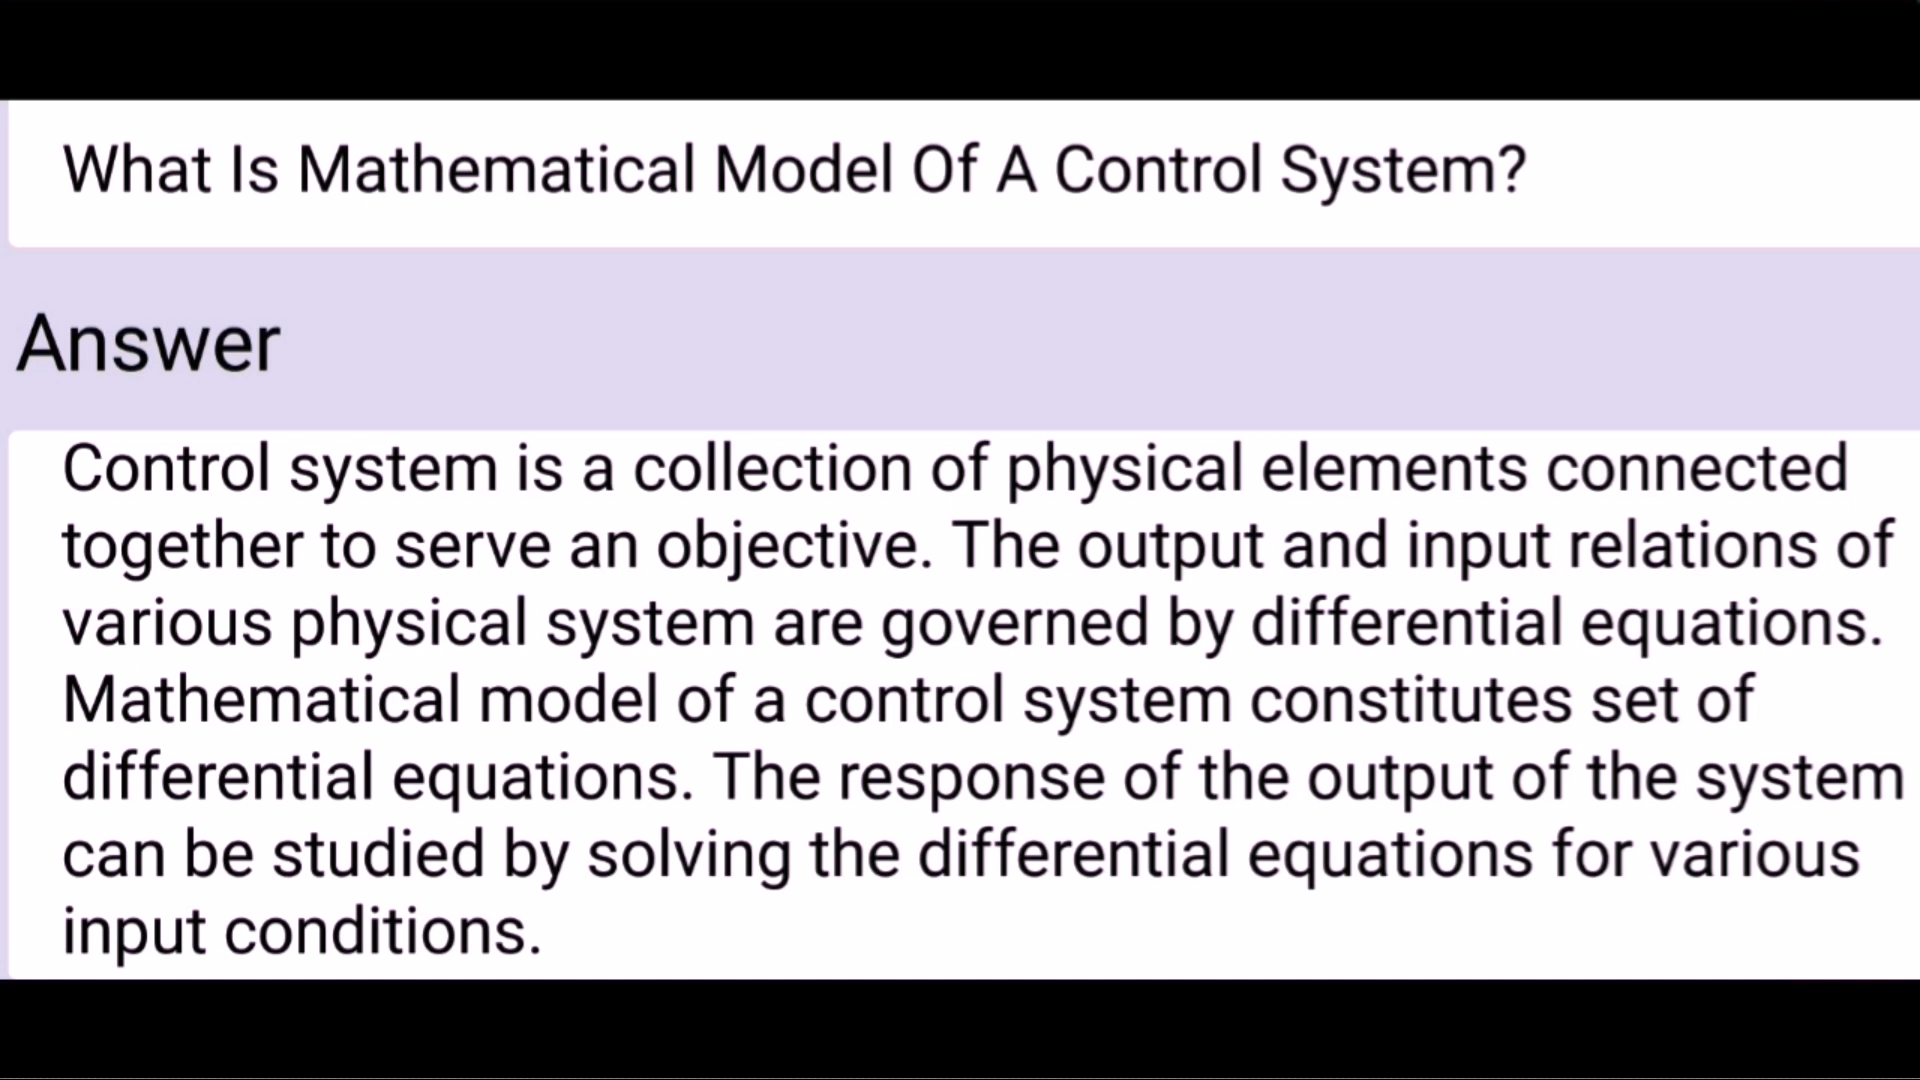 What Is Mathematical Model Of A Control System?
Answer
Control system is a collection of physical elements connected
together to serve an objective. The output and input relations of
various physical system are governed by differential equations.
Mathematical model of a control system constitutes set of
differential equations. The response of the output of the system
can be studied by solving the differential equations for various
input conditions.